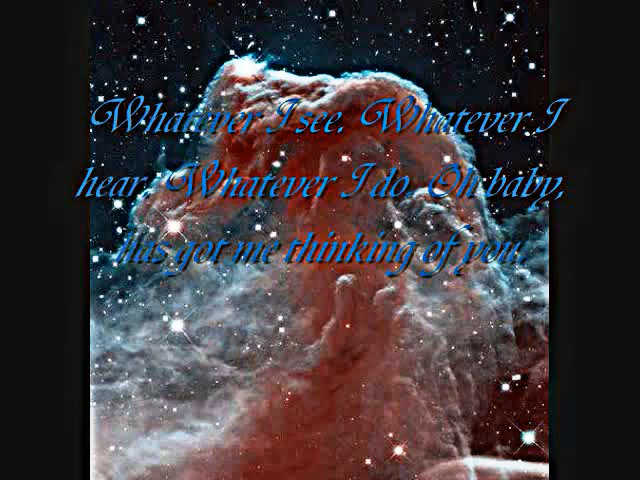 Whatever I see. Whatever I
hear. Whatever I do. Oh baby,
has got me thinking of you.